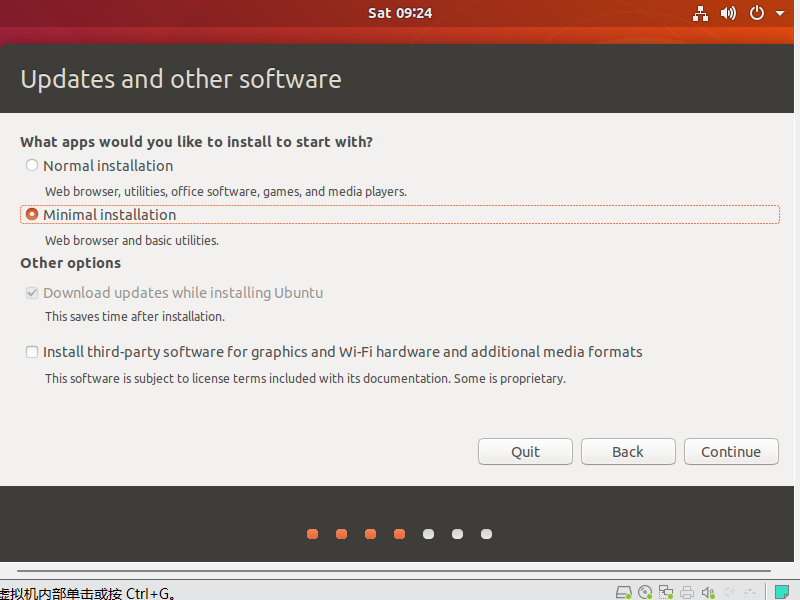 Sat 09:24
Updates and other software
What apps would you like to install to start with?
Normal installation
Web browser, utilities, office software, games, and media players.
Minimal installation
Web browser and basic utilities.
Other options
Download updates while installing Ubuntu
This saves time after installation.
Install third-party software for graphics and Wi-Fi hardware and additional media formats
This software is subject to license terms included with its documentation. Some is proprietary.
Quit Back Continue
虚拟机内部单击或按 Ctrl+G。